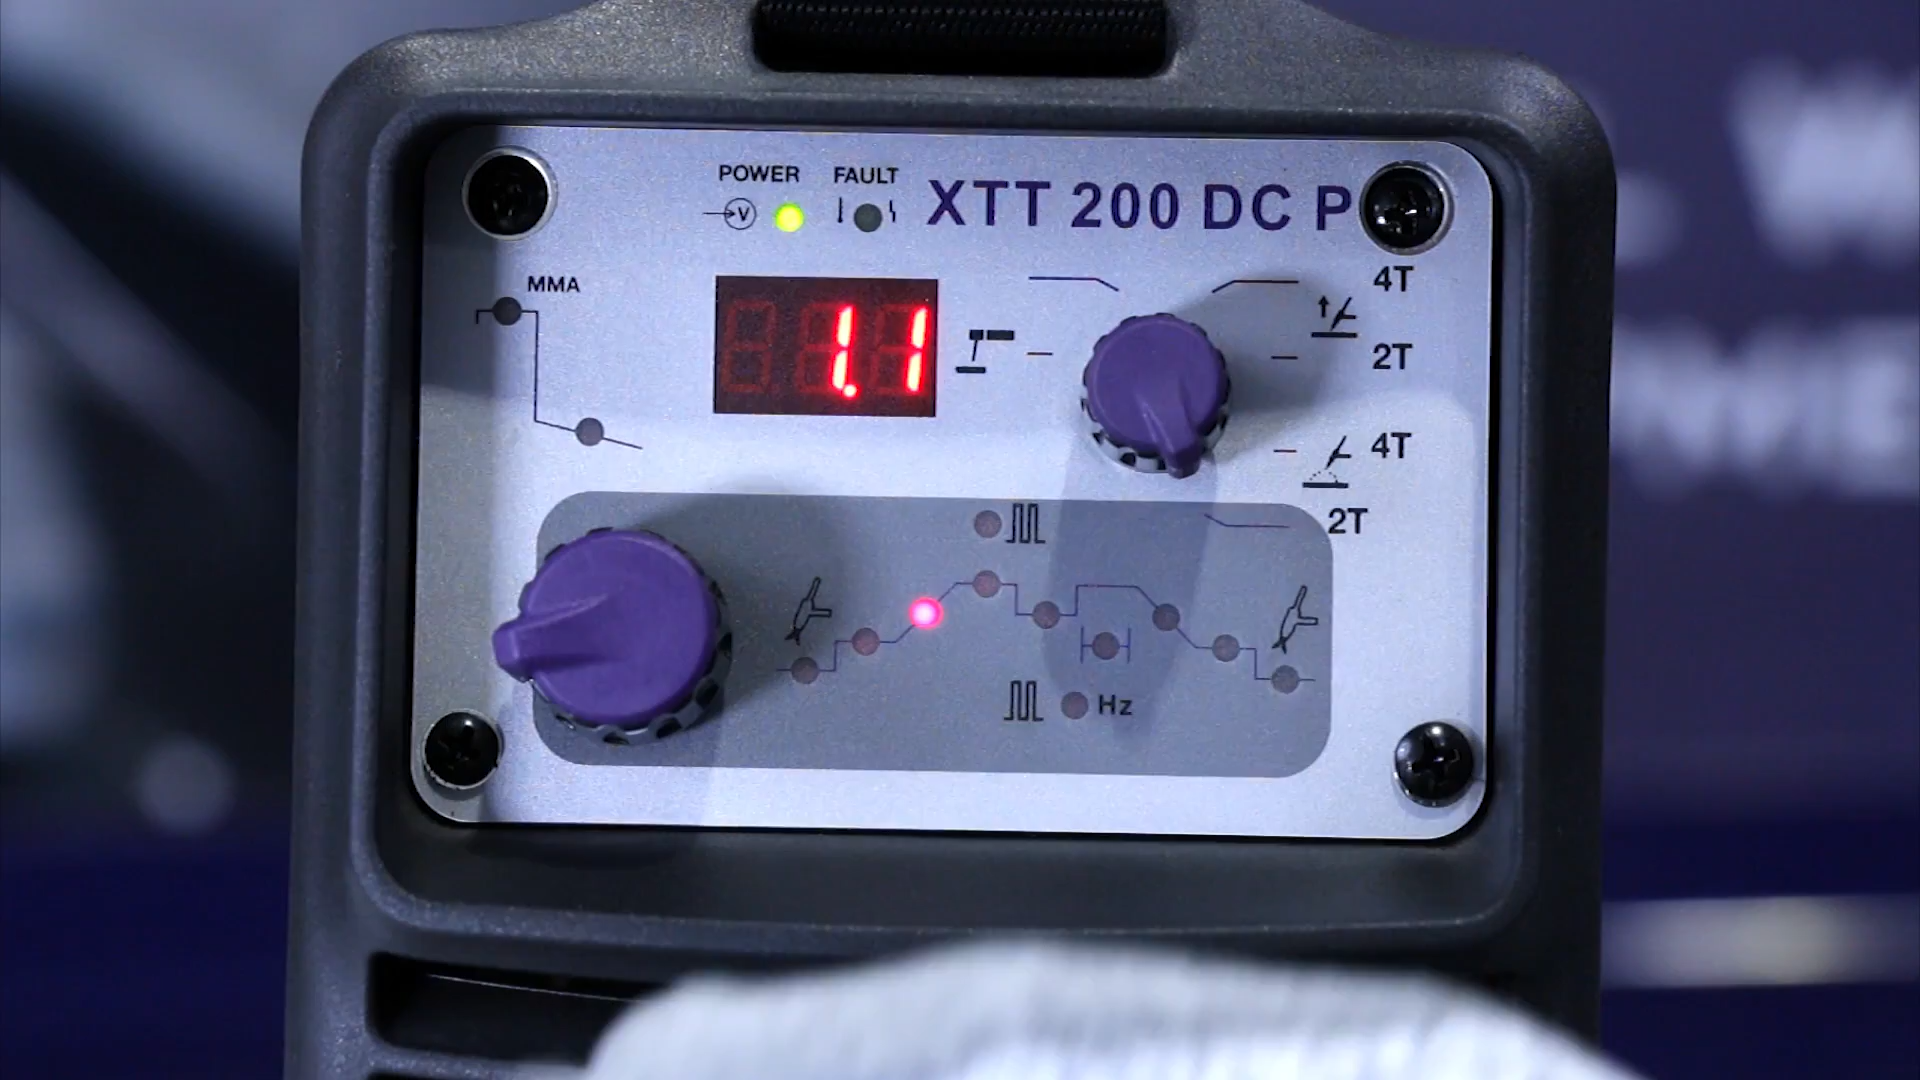 POWER FAULT
V
XTT 200 DC P
MMA
1.1
4T
2T
4T
2T
Hz